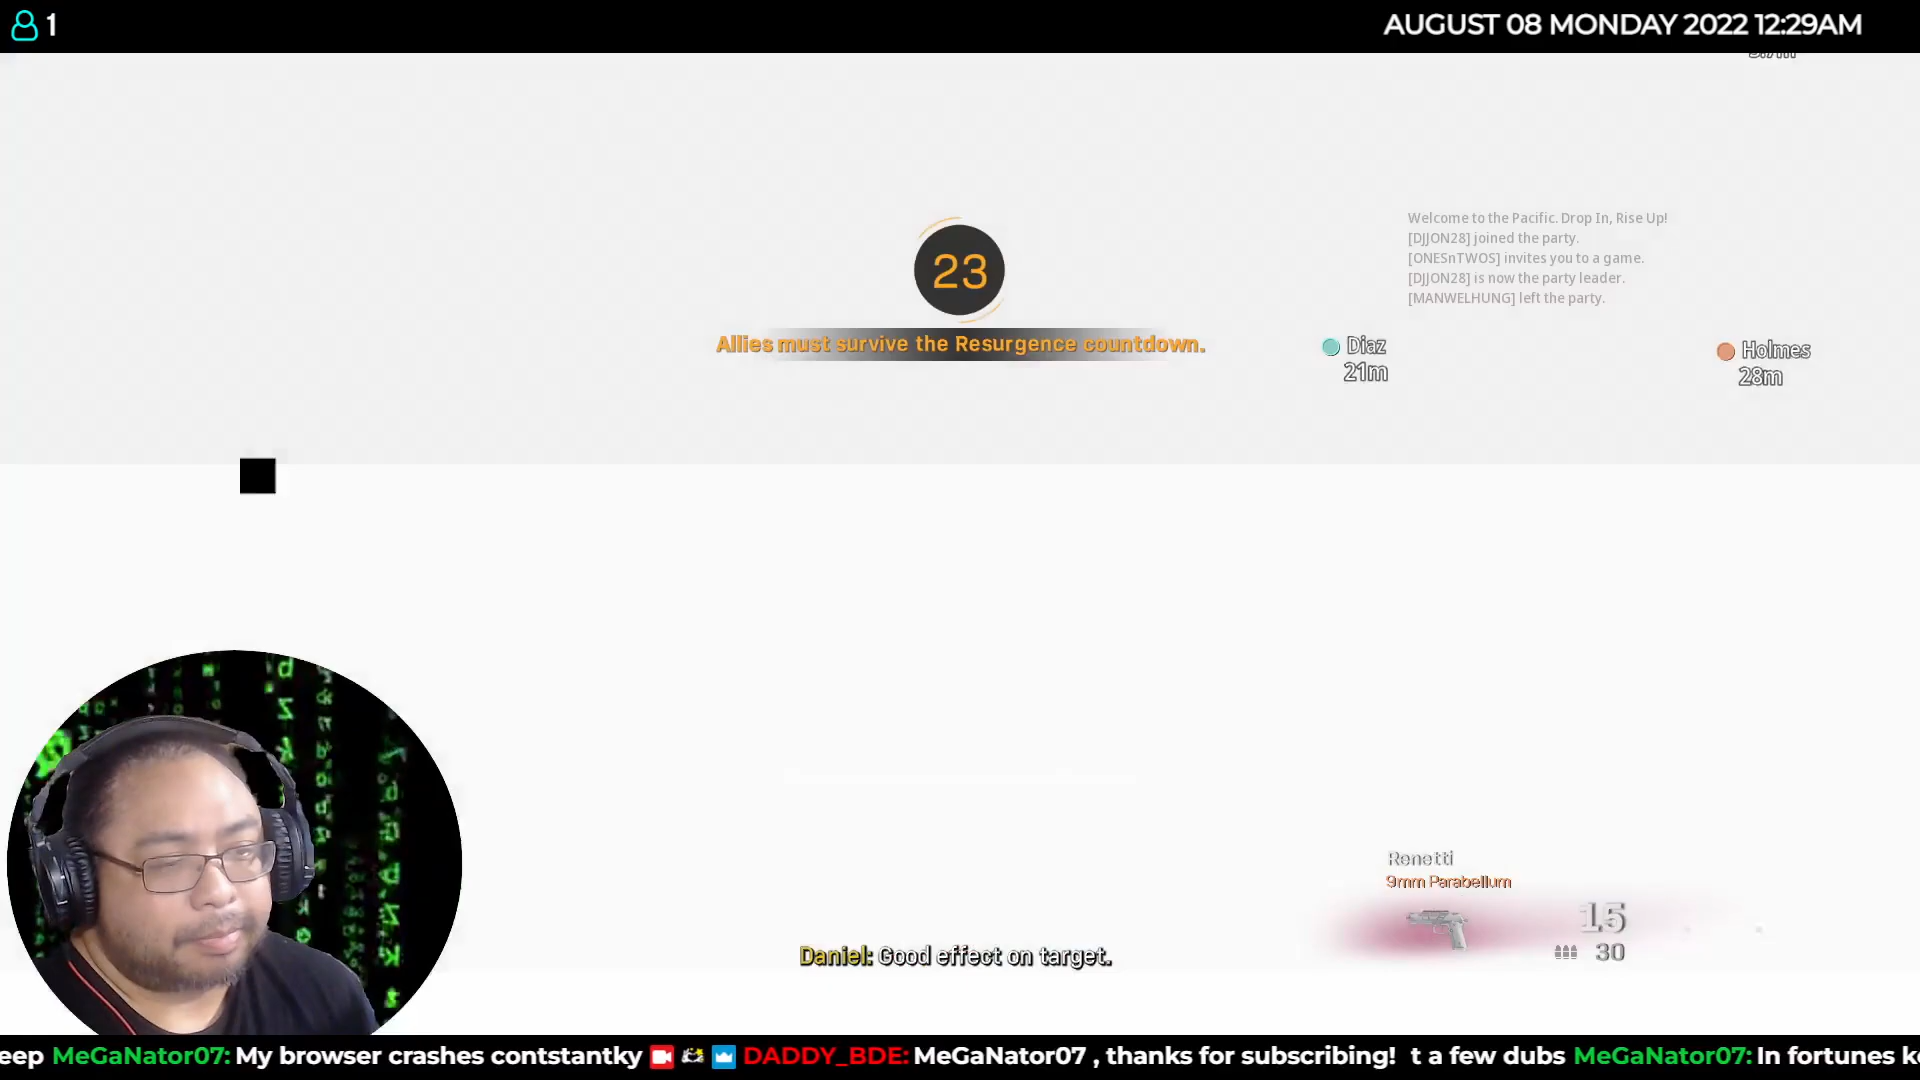 1
AUGUST 08 MONDAY 2022 12:29AM
Welcome to the Pacific. Drop In, Rise Up!
[DJJON28] joined the party.
[ONESnTWOS] invites you to a game.
[DJJON28] is now the party leader.
[MANWELHUNG] left the party.
23
Allies must survive the Resurgence countdown.
Diaz
21m
Holmes
28m
Renetti
9mm Parabellum
15
30
Daniel: Good effect on target.
eep MeGaNator07: My browser crashes contstantky DADDY_BDE: MeGaNator07 , thanks for subscribing! t a few dubs MeGaNator07: In fortunes k